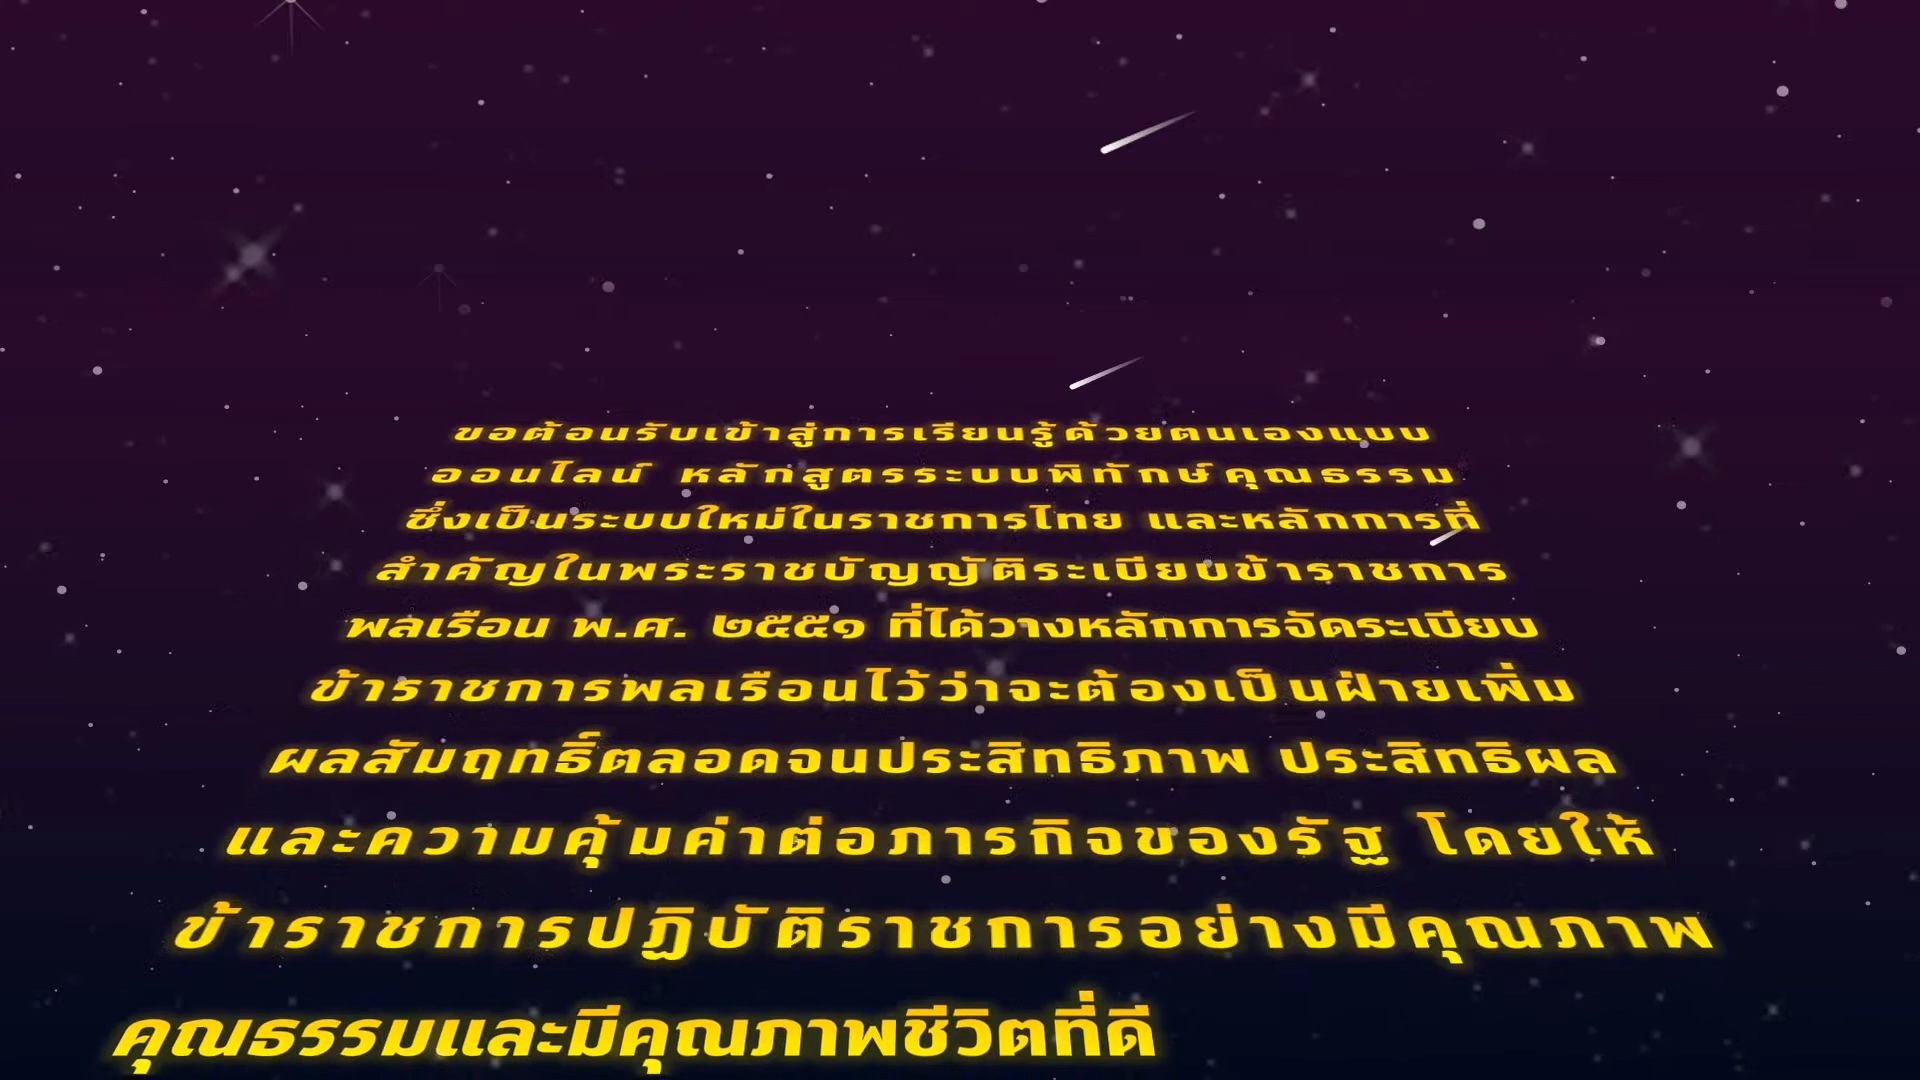 ขอต้อนรับเข้าสู่การเรียนรู้ด้วยตนเองแบบ
ออนไลน์ หลักสูตรระบบพิทักษ์คุณธรรม
ซึ่งเป็นระบบใหม่ในราชการไทย และหลักการที่
สำคัญในพระราชบัญญัติระเบียบข้าราชการ
พลเรือน พ.ศ. ๒๕๕๑ ที่ได้วางหลักการจัดระเบียบ
ข้าราชการพลเรือนไว้ว่าจะต้องเป็นฝ่ายเพิ่ม
ผลสัมฤทธิ์ตลอดจนประสิทธิภาพ ประสิทธิผล
และความคุ้มค่าต่อภารกิจของรัฐ โดยให้
ข้าราชการปฏิบัติราชการอย่างมีคุณภาพ
คุณธรรมและมีคุณภาพชีวิตที่ดี